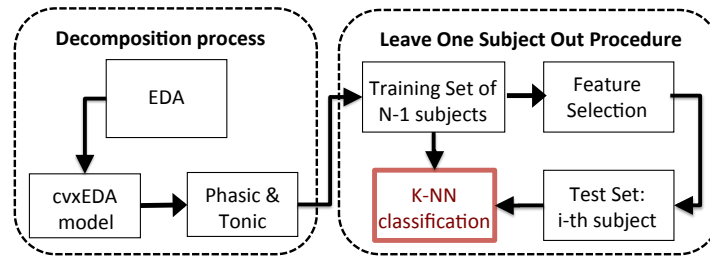 Decomposition process
EDA
cvxEDA
model
Phasic &
Tonic
Leave One Subject Out Procedure
Training Set of
N-1 subjects
Feature
Selection
K-NN
classification
Test Set:
i-th subject